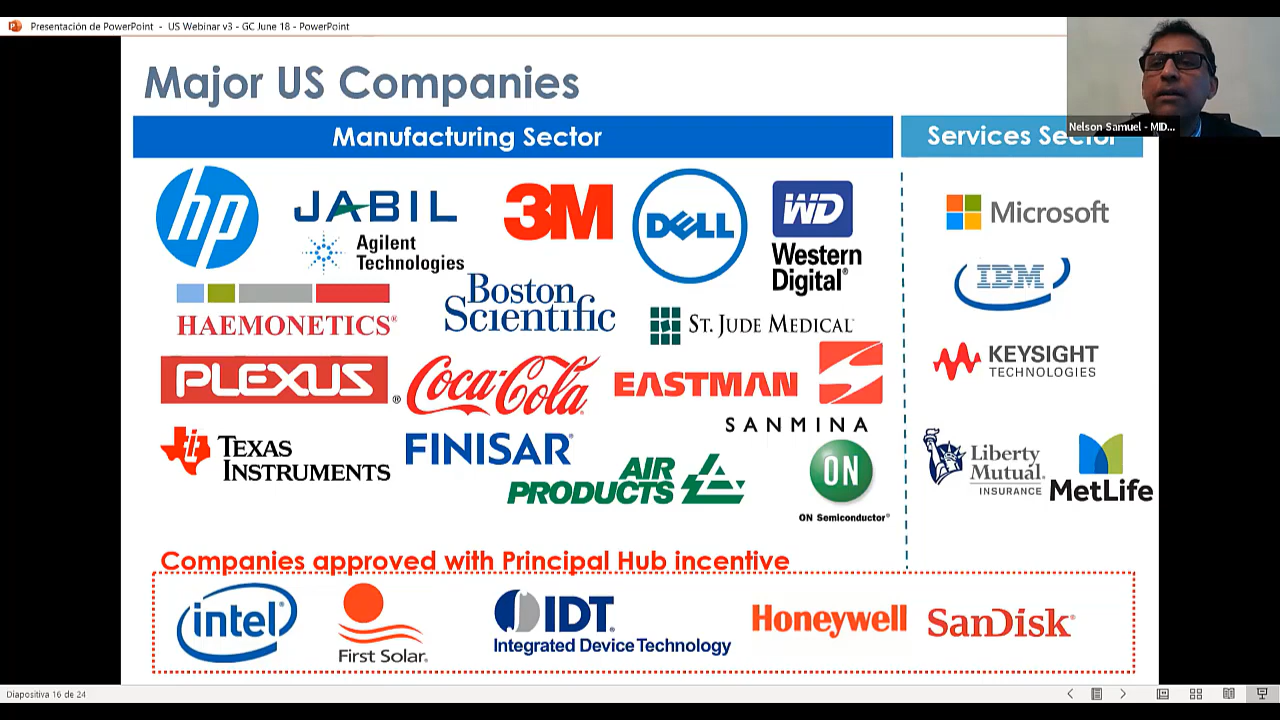 Presentación de PowerPoint - US Webinar v3 - GC June 18 - PowerPoint
Nelson Samuel - MID...
Major US Companies
Manufacturing Sector
Services Sector
hp
JABIL
Agilent
Technologies
3M
DELL
WD
Western
Digital®
HAEMONETICS®
Boston
Scientific
ST. JUDE MEDICAL
PLEXUS®
Coca-Cola
EASTMAN
SANMINA
TEXAS
INSTRUMENTS
FINISAR®
AIR
PRODUCTS
ON
ON Semiconductor®
Microsoft
IBM
KEYSIGHT
TECHNOLOGIES
Liberty
Mutual.
INSURANCE
MetLife
Companies approved with Principal Hub incentive
intel®
First Solar.
IDT.
Integrated Device Technology
Honeywell
SanDisk®
Diapositiva 16 de 24